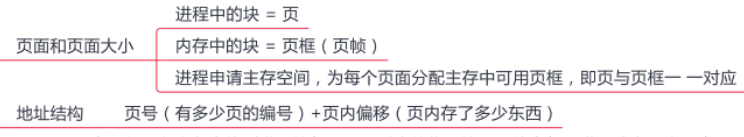 进程中的块 = 页
页面和页面大小
内存中的块 = 页框（页帧）
进程申请主存空间，为每个页面分配主存中可用页框，即页与页框一 一对应
地址结构 页号（有多少页的编号）+页内偏移（页内存了多少东西）